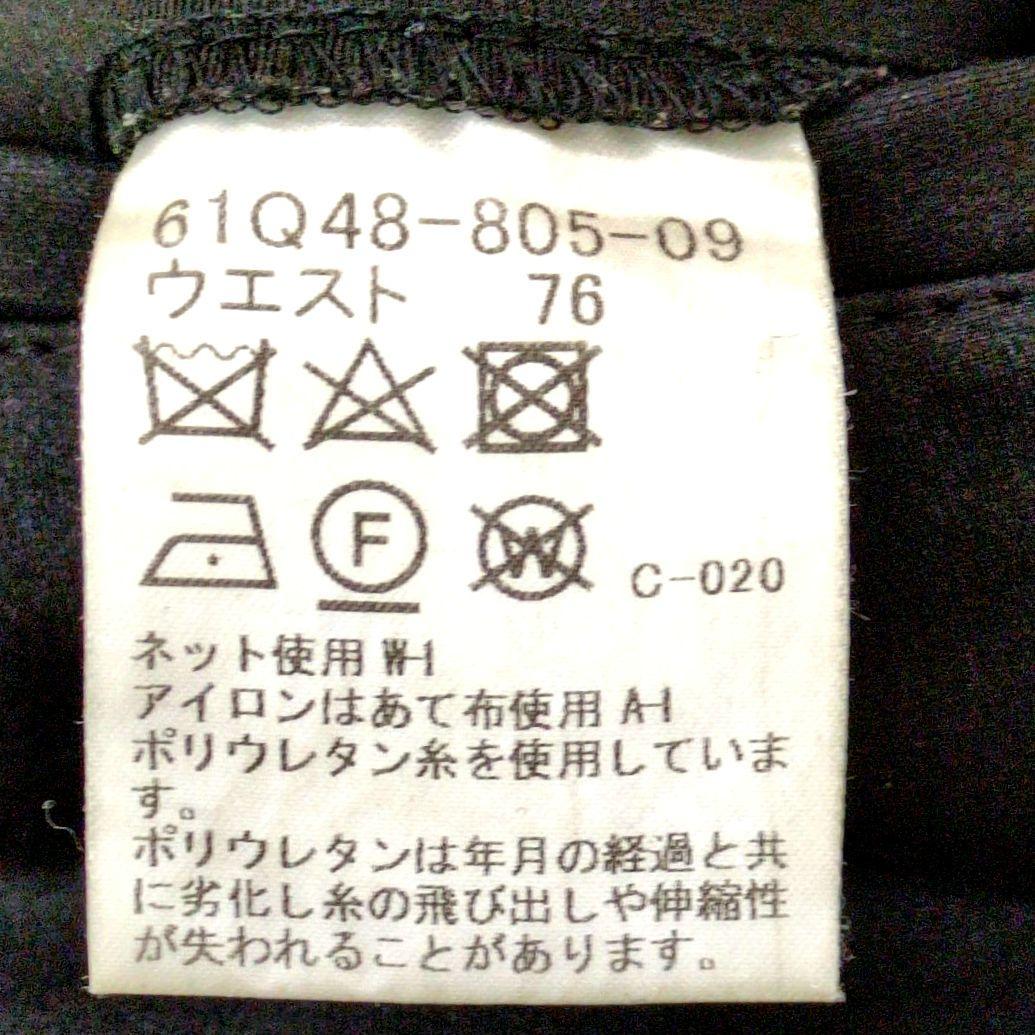 61Q48-805-09
ウエスト 76
F W C-020
ネット使用 W-1
アイロンはあて布使用 A-1
ポリウレタン糸を使用していま
す。
ポリウレタンは年月の経過と共
に劣化し糸の飛び出しや伸縮性
が失われることがあります。